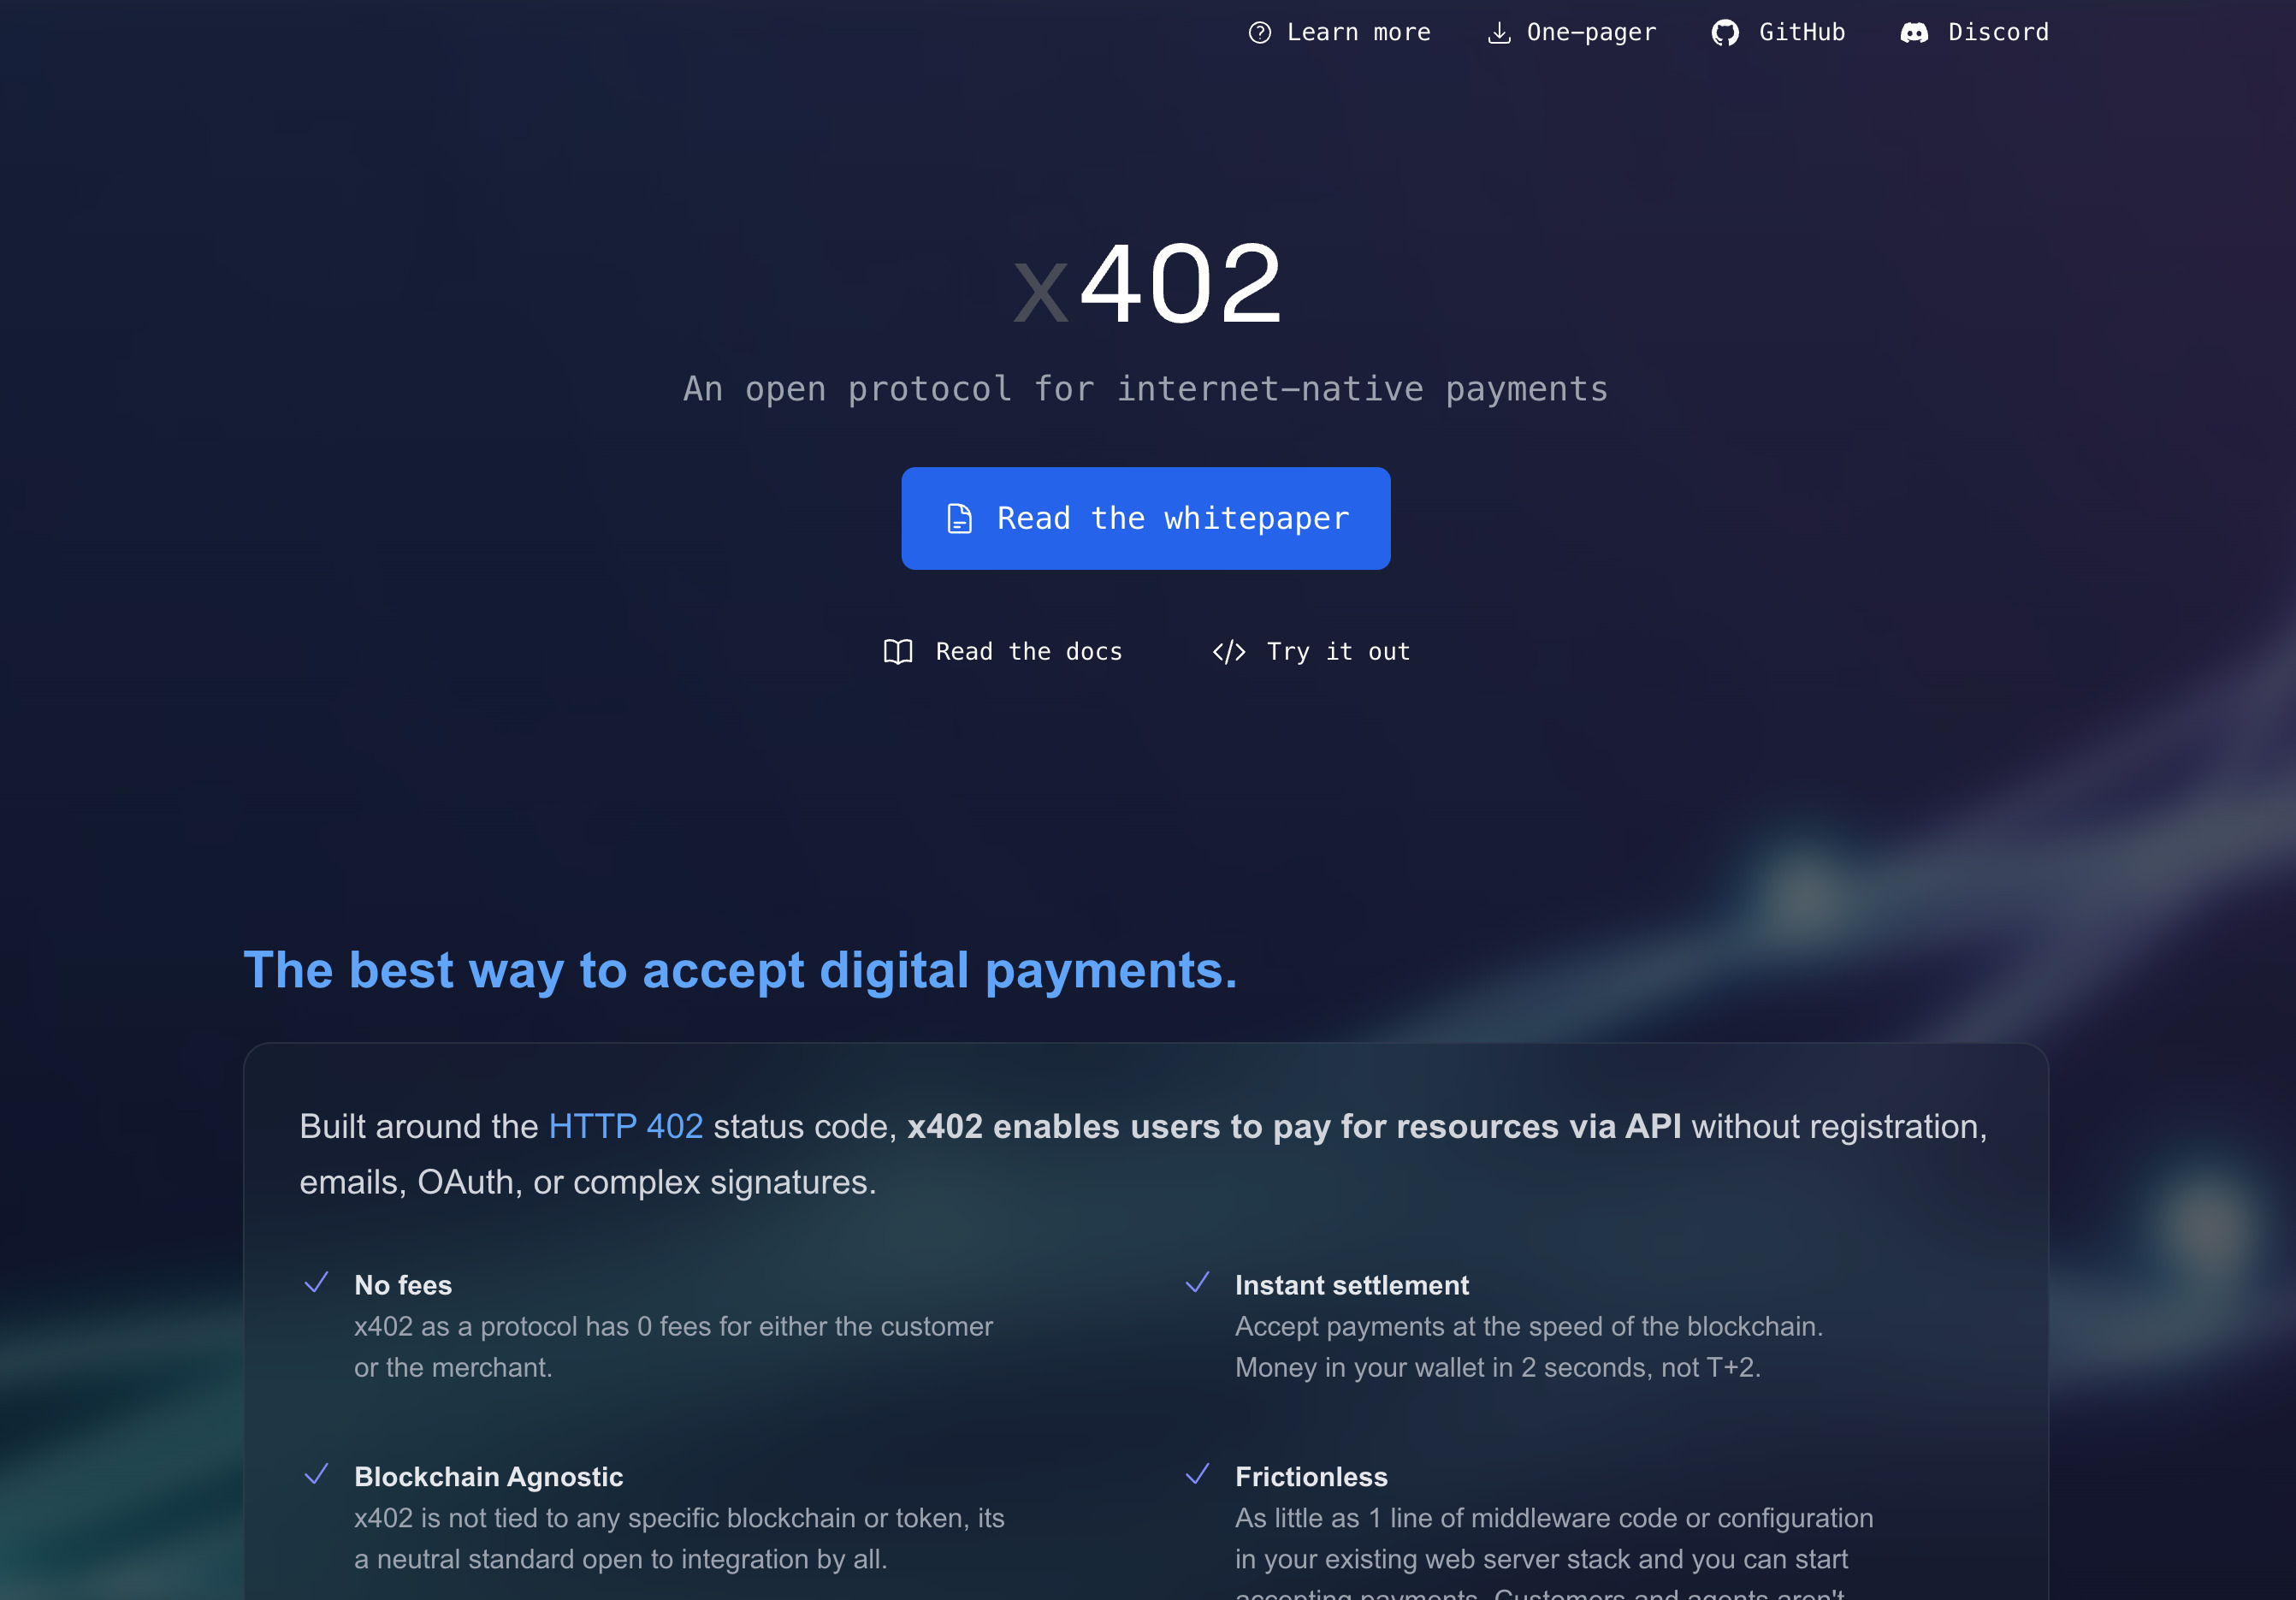 Learn more One-pager GitHub Discord
x402
An open protocol for internet-native payments
Read the whitepaper
Read the docs Try it out
The best way to accept digital payments.
Built around the HTTP 402 status code, x402 enables users to pay for resources via API without registration,
emails, OAuth, or complex signatures.
No fees
x402 as a protocol has 0 fees for either the customer
or the merchant.
Instant settlement
Accept payments at the speed of the blockchain.
Money in your wallet in 2 seconds, not T+2.
Blockchain Agnostic
x402 is not tied to any specific blockchain or token, its
a neutral standard open to integration by all.
Frictionless
As little as 1 line of middleware code or configuration
in your existing web server stack and you can start
accepting payments. Customers and agents aren't